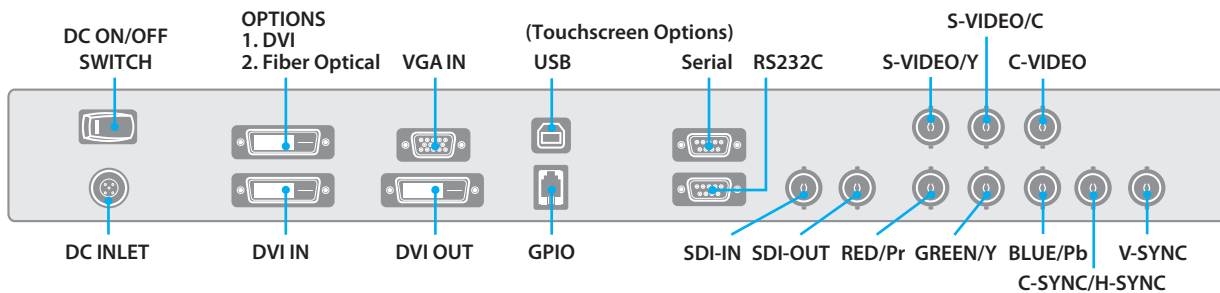 DC ON/OFF
SWITCH
OPTIONS
1. DVI
2. Fiber Optical
VGA IN
(Touchscreen Options)
USB
Serial
RS232C
S-VIDEO/Y
S-VIDEO/C
C-VIDEO
DC INLET
DVI IN
DVI OUT
GPIO
SDI-IN
SDI-OUT
RED/Pr
GREEN/Y
BLUE/Pb
C-SYNC/H-SYNC
V-SYNC